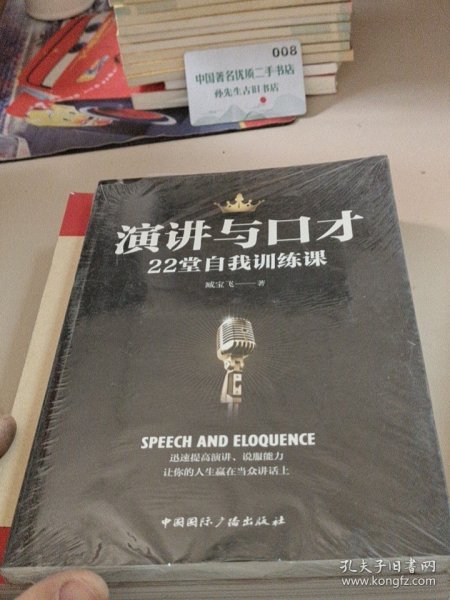 008
中国著名优质二手书店
孙先生古旧书店
演讲与口才
22堂自我训练课
臧宝飞——著
SPEECH AND ELOQUENCE
迅速提高演讲、说服能力
让你的人生赢在当众讲话上
中国国际广播出版社
孔夫子旧书网
www.kongfz.com